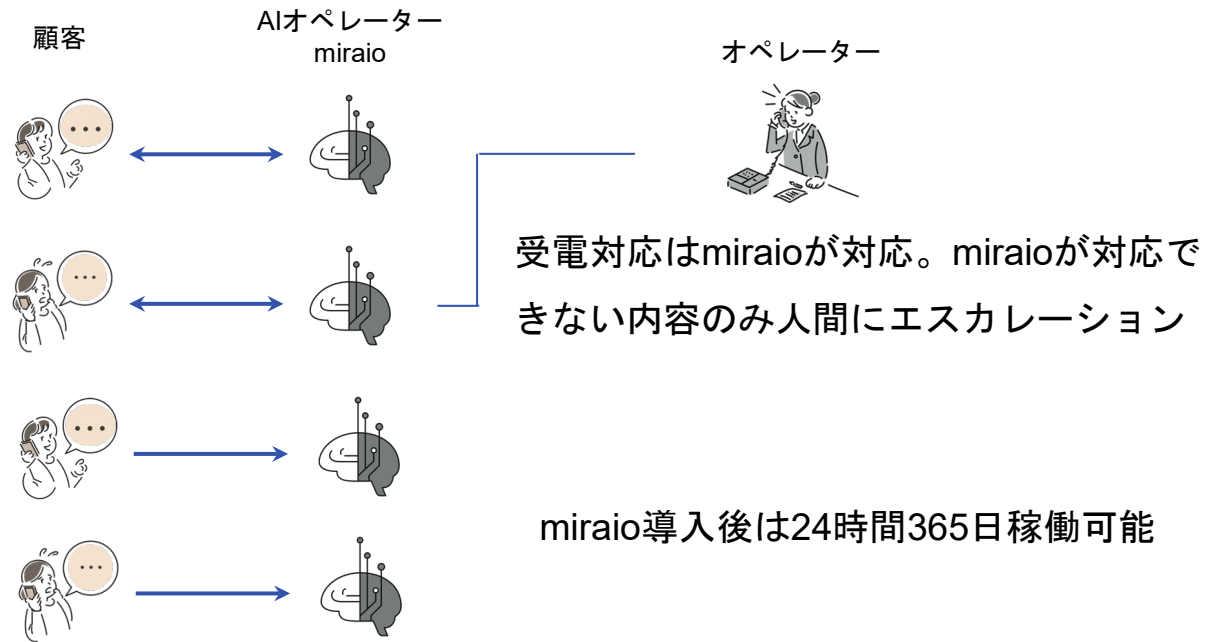 顧客
AIオペレーター
miraio
オペレーター
受電対応はmiraioが対応。miraioが対応で
きない内容のみ人間にエスカレーション
miraio導入後は24時間365日稼働可能